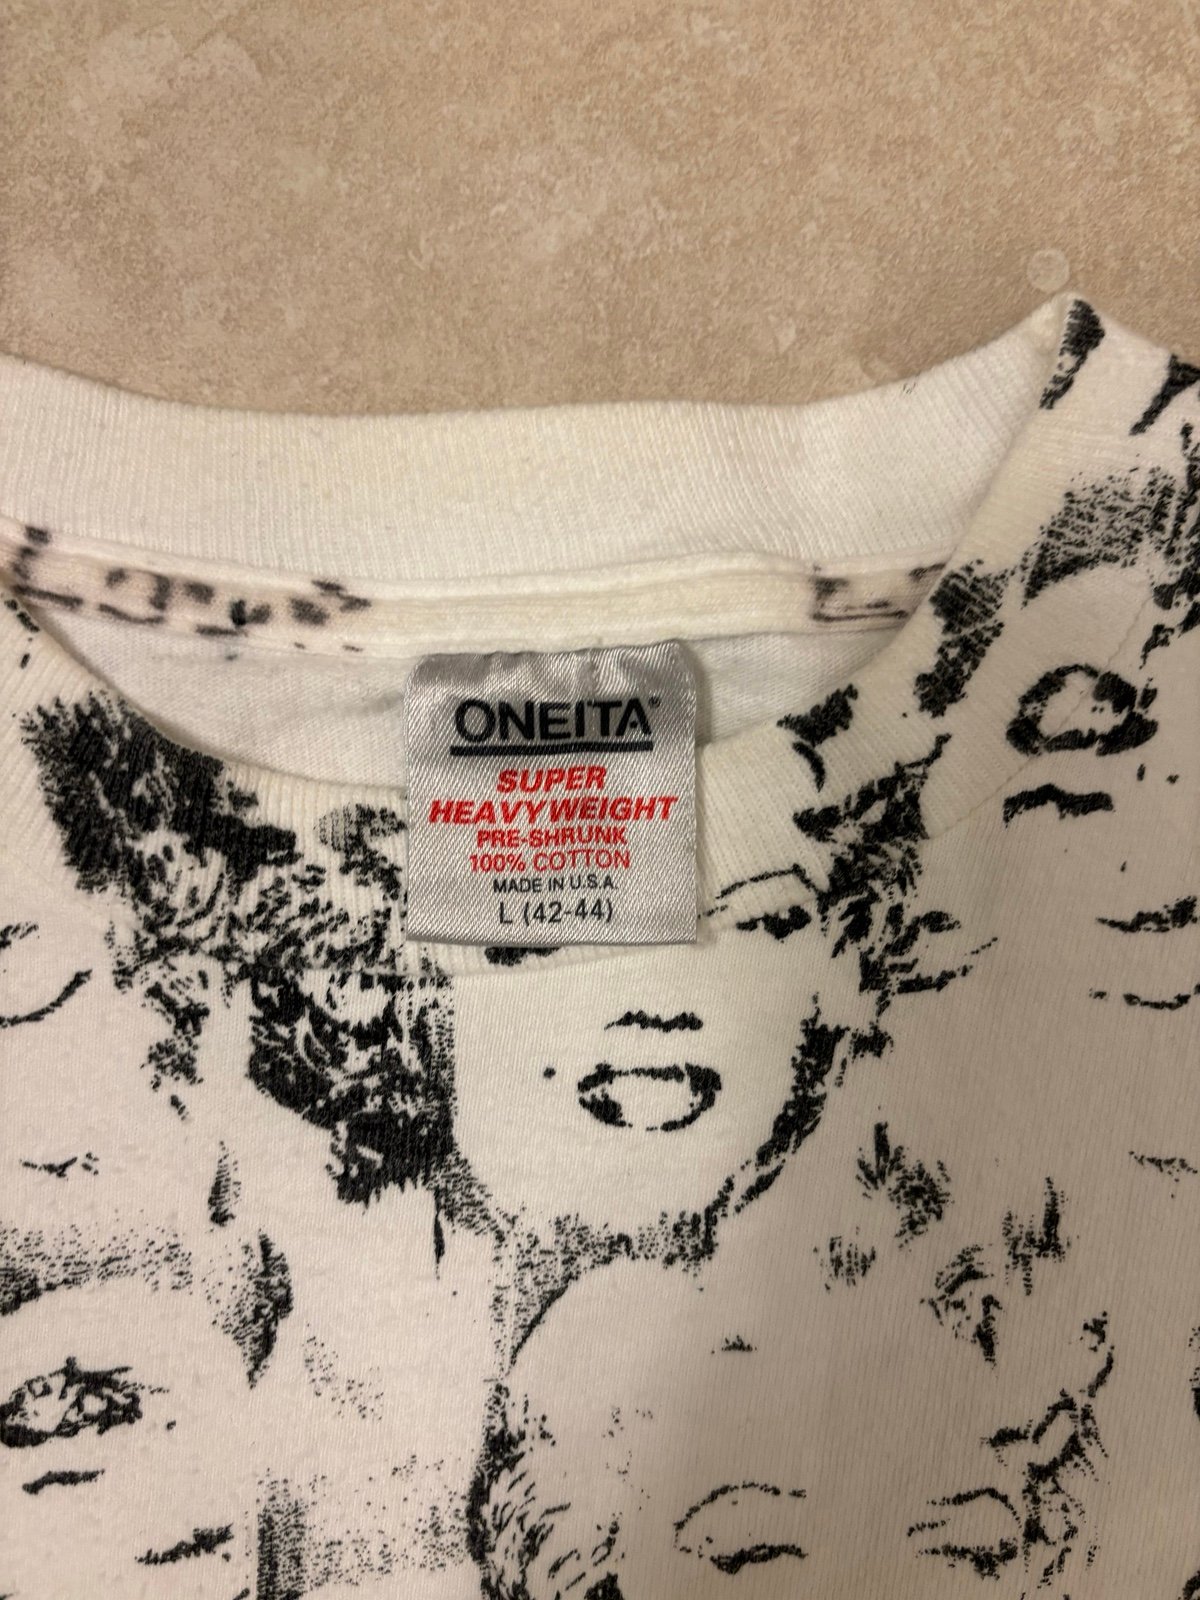 ONEITA®
SUPER
HEAVYWEIGHT
PRE-SHRUNK
100% COTTON
MADE IN U.S.A.
L (42-44)